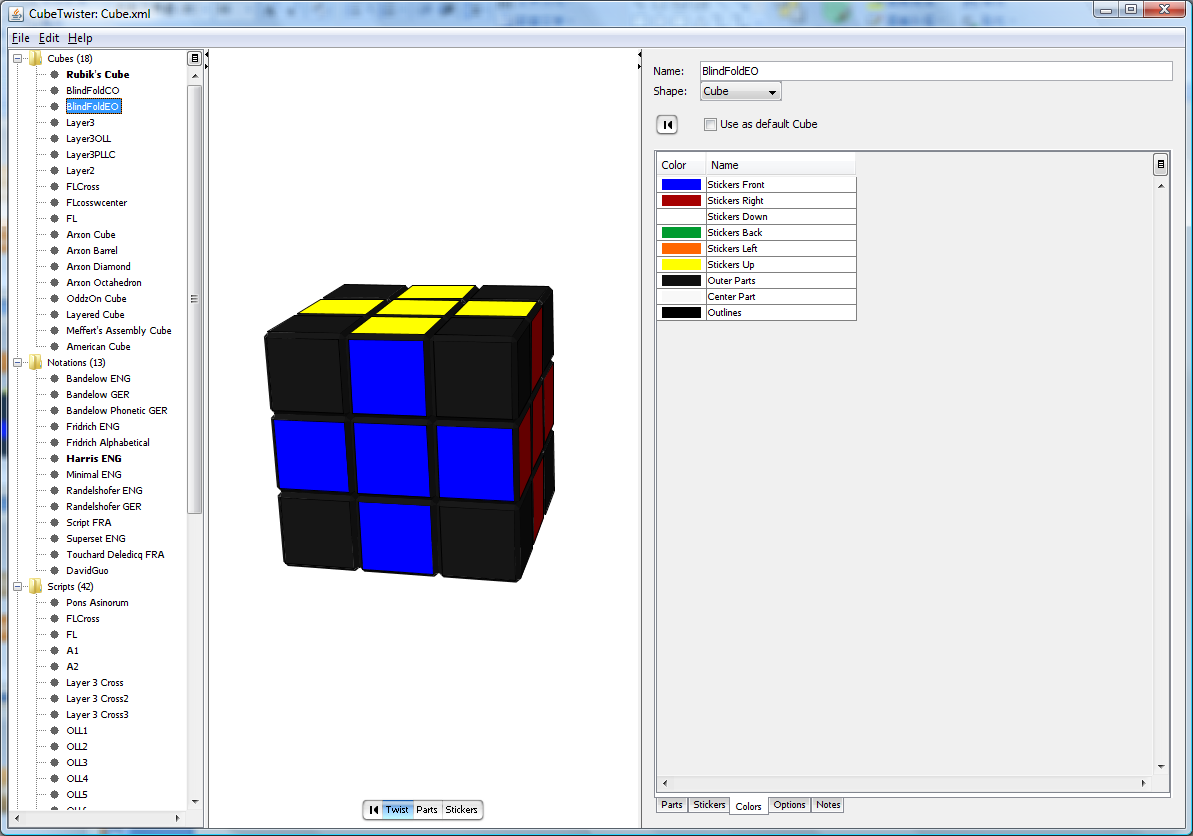 CubeTwister: Cube.xml
File Edit Help
Cubes (18)
Rubik's Cube
BlindFoldCO
BlindFoldEO
Layer3
Layer3OLL
Layer3PLLC
Layer2
FLCross
FLcosswcenter
FL
Arxon Cube
Arxon Barrel
Arxon Diamond
Arxon Octahedron
OddzOn Cube
Layered Cube
Meffert's Assembly Cube
American Cube
Notations (13)
Bandelow ENG
Bandelow GER
Bandelow Phonetic GER
Fridrich ENG
Fridrich Alphabetical
Harris ENG
Minimal ENG
Randelshofer ENG
Randelshofer GER
Script FRA
Superset ENG
Touchard Deledicq FRA
DavidGuo
Scripts (42)
Pons Asinorum
FLCross
FL
A1
A2
Layer 3 Cross
Layer 3 Cross2
Layer 3 Cross3
OLL1
OLL2
OLL3
OLL4
OLL5
Twist Parts Stickers
Name: BlindFoldEO
Shape: Cube
Use as default Cube
Color Name
Stickers Front
Stickers Right
Stickers Down
Stickers Back
Stickers Left
Stickers Up
Outer Parts
Center Part
Outlines
Parts Stickers Colors Options Notes